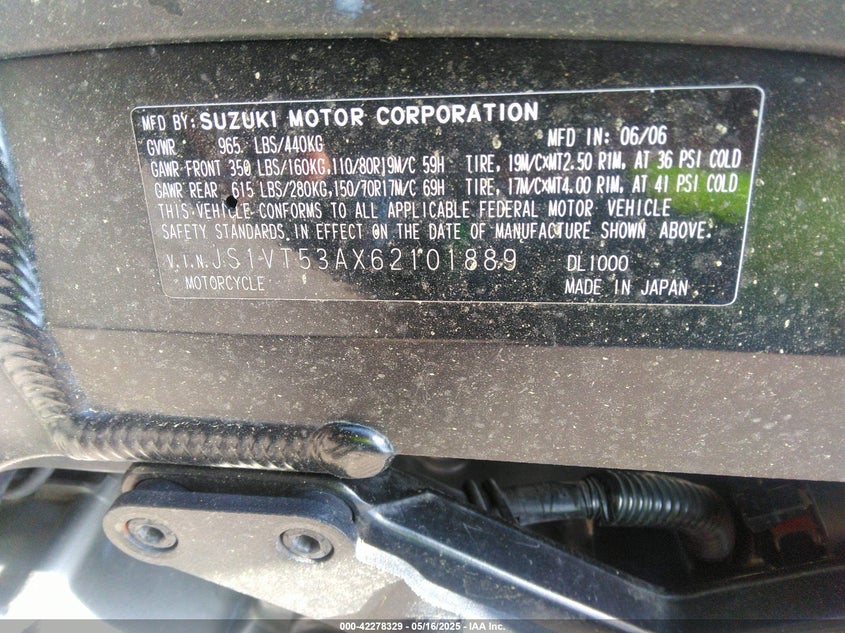 MFD BY: SUZUKI MOTOR CORPORATION
GVWR 965 LBS/440KG MFD IN: 06/06
GAWR FRONT 350 LBS/160KG,110/80R19M/C 59H TIRE, 19M/CXMT2.50 RIM, AT 36 PSI COLD
GAWR REAR 615 LBS/280KG,150/70R17M/C 69H TIRE, 17M/CXMT4.00 RIM, AT 41 PSI COLD
THIS VEHICLE CONFORMS TO ALL APPLICABLE FEDERAL MOTOR VEHICLE
SAFETY STANDARDS IN EFFECT ON THE DATE OF MANUFACTURE SHOWN ABOVE.
V.I.N. JS1VT53AX62101889 DL1000
MOTORCYCLE MADE IN JAPAN
000-42278329 - 05/16/2025 - IAA Inc.